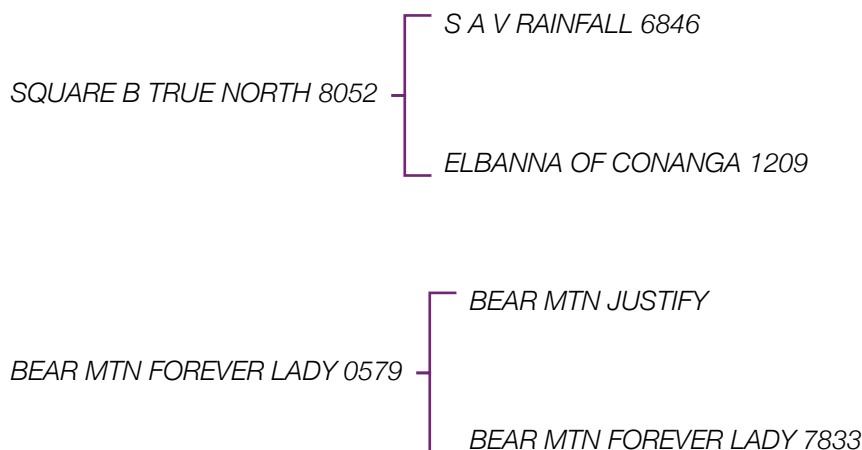 S A V RAINFALL 6846
SQUARE B TRUE NORTH 8052
ELBANNA OF CONANGA 1209
BEAR MTN JUSTIFY
BEAR MTN FOREVER LADY 0579
BEAR MTN FOREVER LADY 7833